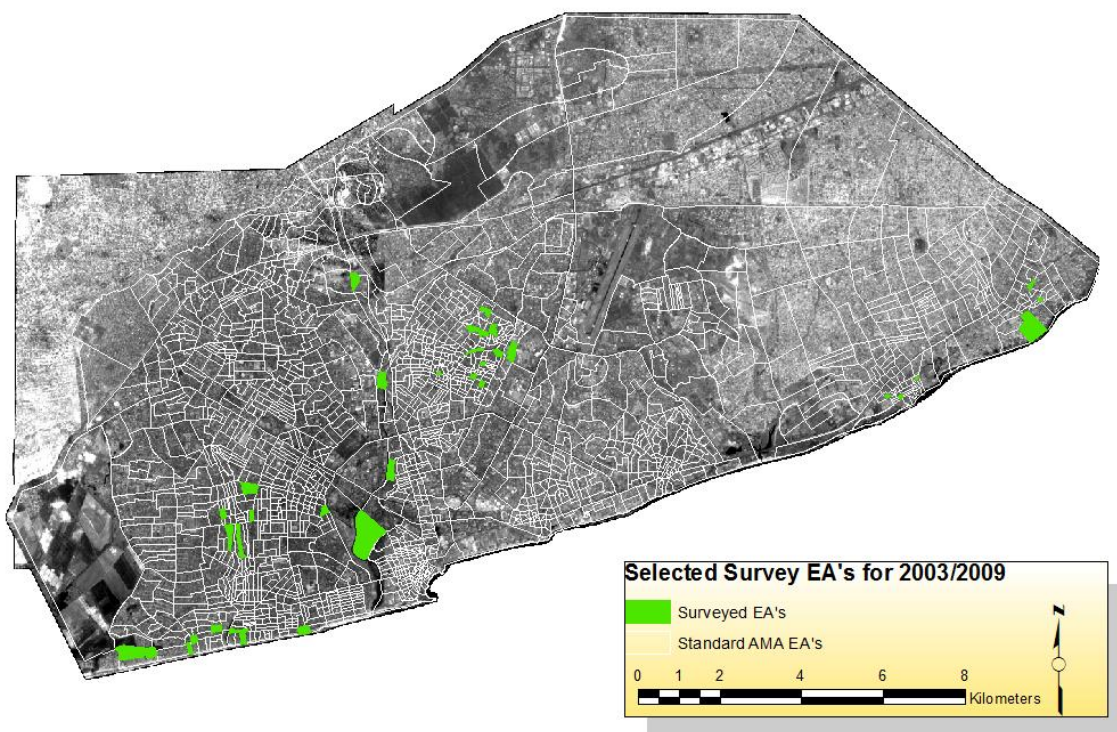 Selected Survey EA's for 2003/2009
Surveyed EA's
Standard AMA EA's
N
0 1 2 4 6 8
Kilometers